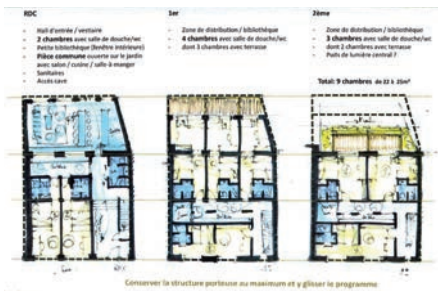 RDC
- Hall d'entrée / vestiaire
- 2 chambres avec salle de douche/wc
- Petite bibliothèque (fenêtre intérieure)
- Pièce commune ouverte sur le jardin
avec salon / cusine / salle à manger
- Sanitaires
- Accès cave
1er
- Zone de distribution / bibliothèque
- 4 chambres avec salle de douche/wc
- dont 3 chambres avec terrasse
2ème
- Zone de distribution / bibliothèque
- 3 chambres avec salle de douche/wc
- dont 2 chambres avec terrasse
- Puits de lumière central ?
Total: 9 chambres de 22 à 25m²
Conserver la structure porteuse au maximum et y glisser le programme